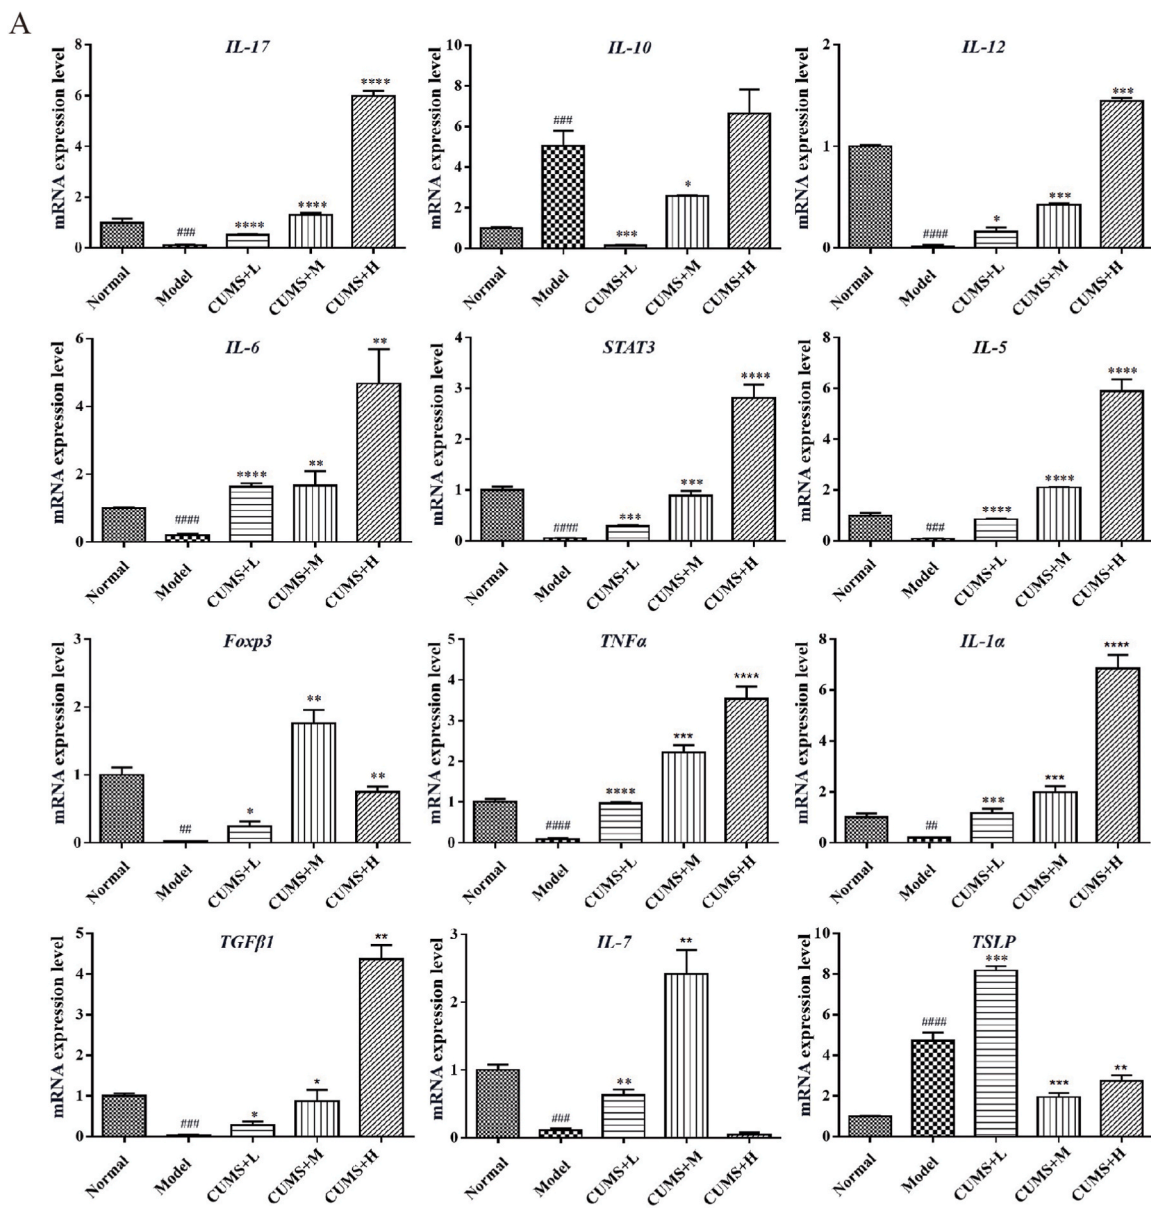 A
IL-17
mRNA expression level
8
6
4
2
0
****
###
****
****
Normal
Model
CUMS+L
CUMS+M
CUMS+H
IL-10
mRNA expression level
10
8
6
4
2
0
###
***
*
Normal
Model
CUMS+L
CUMS+M
CUMS+H
IL-12
mRNA expression level
2
1
0
####
*
***
***
Normal
Model
CUMS+L
CUMS+M
CUMS+H
IL-6
mRNA expression level
6
4
2
0
####
****
**
**
Normal
Model
CUMS+L
CUMS+M
CUMS+H
STAT3
mRNA expression level
4
3
2
1
0
####
***
***
****
Normal
Model
CUMS+L
CUMS+M
CUMS+H
IL-5
mRNA expression level
8
6
4
2
0
###
****
****
****
Normal
Model
CUMS+L
CUMS+M
CUMS+H
Foxp3
mRNA expression level
3
2
1
0
##
*
**
**
Normal
Model
CUMS+L
CUMS+M
CUMS+H
TNFα
mRNA expression level
5
4
3
2
1
0
####
****
***
****
Normal
Model
CUMS+L
CUMS+M
CUMS+H
IL-1α
mRNA expression level
8
6
4
2
0
##
***
***
****
Normal
Model
CUMS+L
CUMS+M
CUMS+H
TGFβ1
mRNA expression level
5
4
3
2
1
0
###
*
*
**
Normal
Model
CUMS+L
CUMS+M
CUMS+H
IL-7
mRNA expression level
3
2
1
0
###
**
**
Normal
Model
CUMS+L
CUMS+M
CUMS+H
TSLP
mRNA expression level
10
8
6
4
2
0
####
***
***
**
Normal
Model
CUMS+L
CUMS+M
CUMS+H